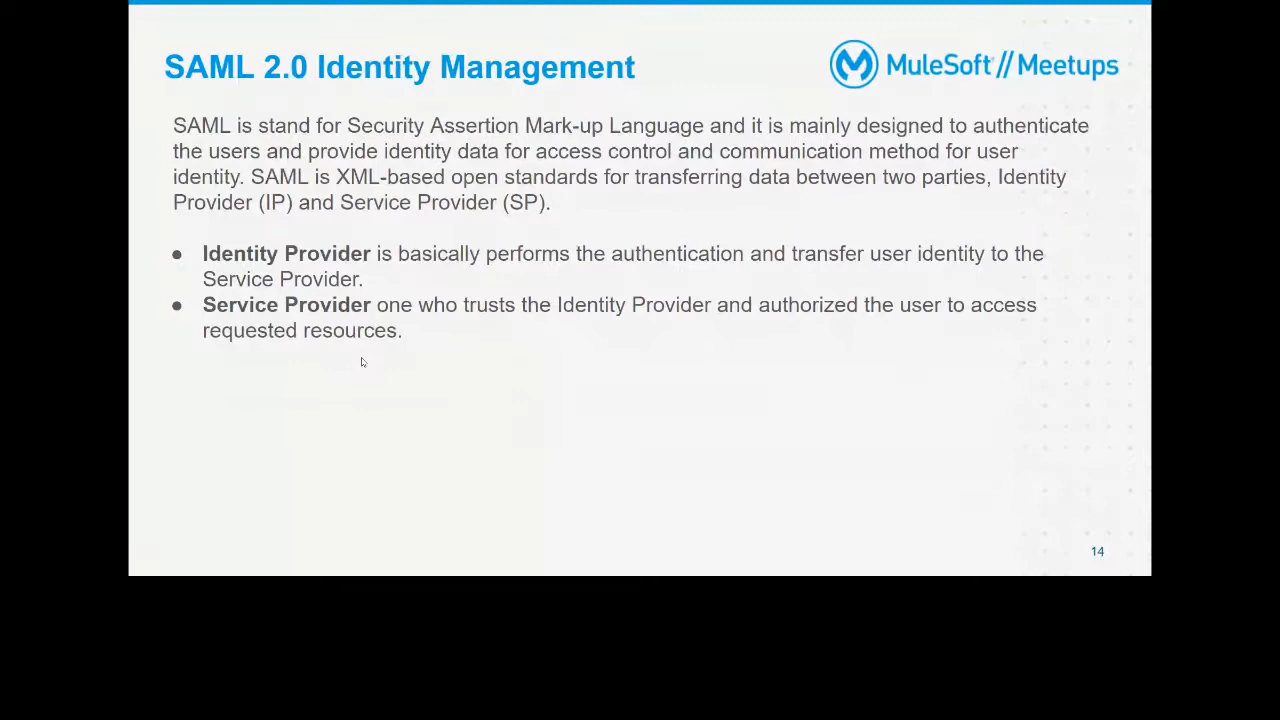 SAML 2.0 Identity Management
MuleSoft // Meetups
SAML is stand for Security Assertion Mark-up Language and it is mainly designed to authenticate
the users and provide identity data for access control and communication method for user
identity. SAML is XML-based open standards for transferring data between two parties, Identity
Provider (IP) and Service Provider (SP).
● Identity Provider is basically performs the authentication and transfer user identity to the
Service Provider.
● Service Provider one who trusts the Identity Provider and authorized the user to access
requested resources.
14